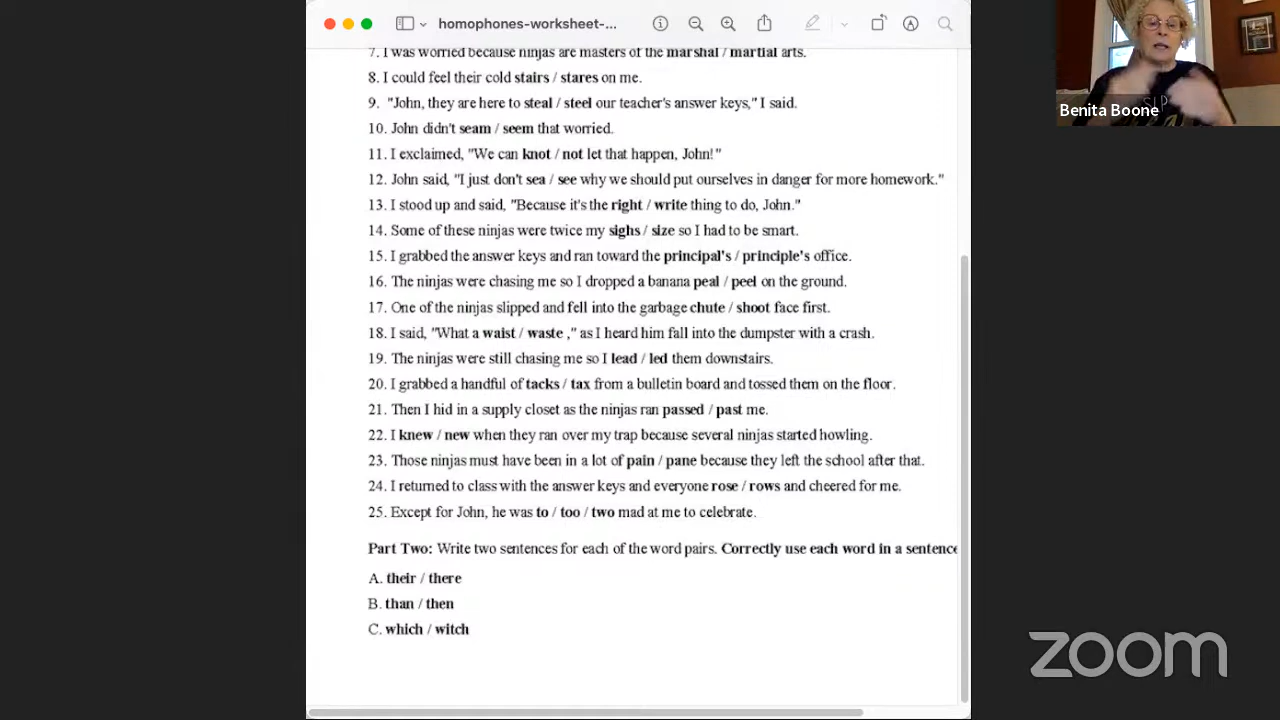 homophones-worksheet-...
7. I was worried because ninjas are masters of the marshal / martial arts.
8. I could feel their cold stairs / stares on me.
9. "John, they are here to steal / steel our teacher's answer keys," I said.
10. John didn't seam / seem that worried.
11. I exclaimed, "We can knot / not let that happen, John!"
12. John said, "I just don't sea / see why we should put ourselves in danger for more homework."
13. I stood up and said, "Because it's the right / write thing to do, John."
14. Some of these ninjas were twice my sighs / size so I had to be smart.
15. I grabbed the answer keys and ran toward the principal's / principle's office.
16. The ninjas were chasing me so I dropped a banana peal / peel on the ground.
17. One of the ninjas slipped and fell into the garbage chute / shoot face first.
18. I said, "What a waist / waste ," as I heard him fall into the dumpster with a crash.
19. The ninjas were still chasing me so I lead / led them downstairs.
20. I grabbed a handful of tacks / tax from a bulletin board and tossed them on the floor.
21. Then I hid in a supply closet as the ninjas ran passed / past me.
22. I knew / new when they ran over my trap because several ninjas started howling.
23. Those ninjas must have been in a lot of pain / pane because they left the school after that.
24. I returned to class with the answer keys and everyone rose / rows and cheered for me.
25. Except for John, he was to / too / two mad at me to celebrate.
Part Two: Write two sentences for each of the word pairs. Correctly use each word in a sentence
A. their / there
B. than / then
C. which / witch
SLP
Benita Boone
zoom